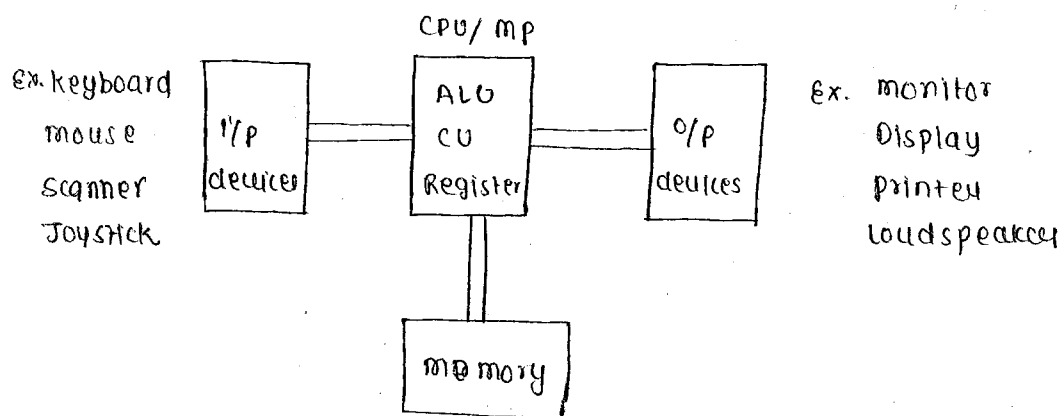 CPU/ MP
Ex. Keyboard
mouse
scanner
Joystick
I/P
devices
ALU
CU
Register
O/P
devices
Ex. monitor
Display
printer
loudspeaker
memory